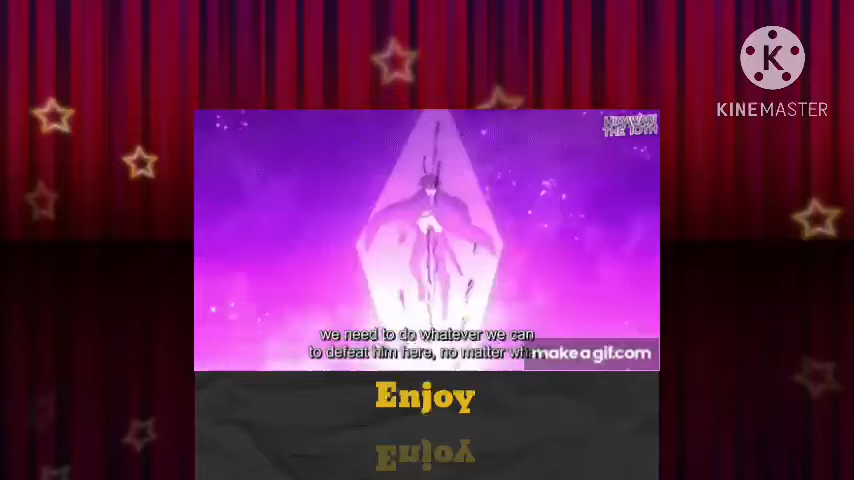 K
KINEMASTER
HIMAWARI
THE 10TH
we need to do whatever we can
to defeat him here, no matter
makeagif.com
Enjoy
Enjoy